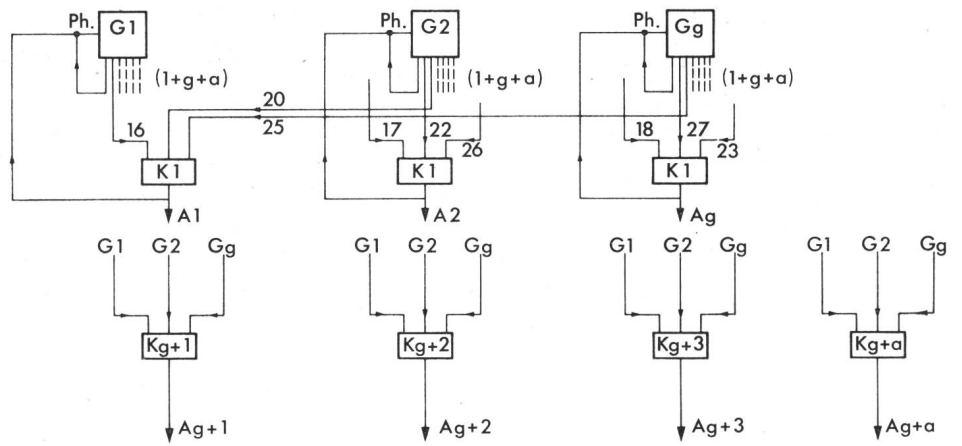 Ph. G1 Ph. G2 Ph. Gg
(1+g+a) (1+g+a) (1+g+a)
20
25
16 17 22 18 27
26 23
K1 K1 K1
A1 A2 Ag
G1 G2 Gg G1 G2 Gg G1 G2 Gg G1 G2 Gg
Kg+1 Kg+2 Kg+3 Kg+a
Ag+1 Ag+2 Ag+3 Ag+a